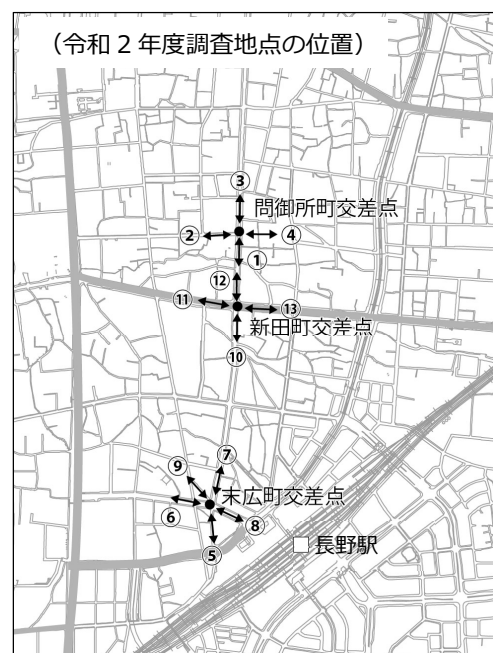 （令和２年度調査地点の位置）
③
問御所町交差点
②
④
①
⑫
⑪
⑬
新田町交差点
⑩
⑦
⑨
末広町交差点
⑥
⑧
⑤
長野駅